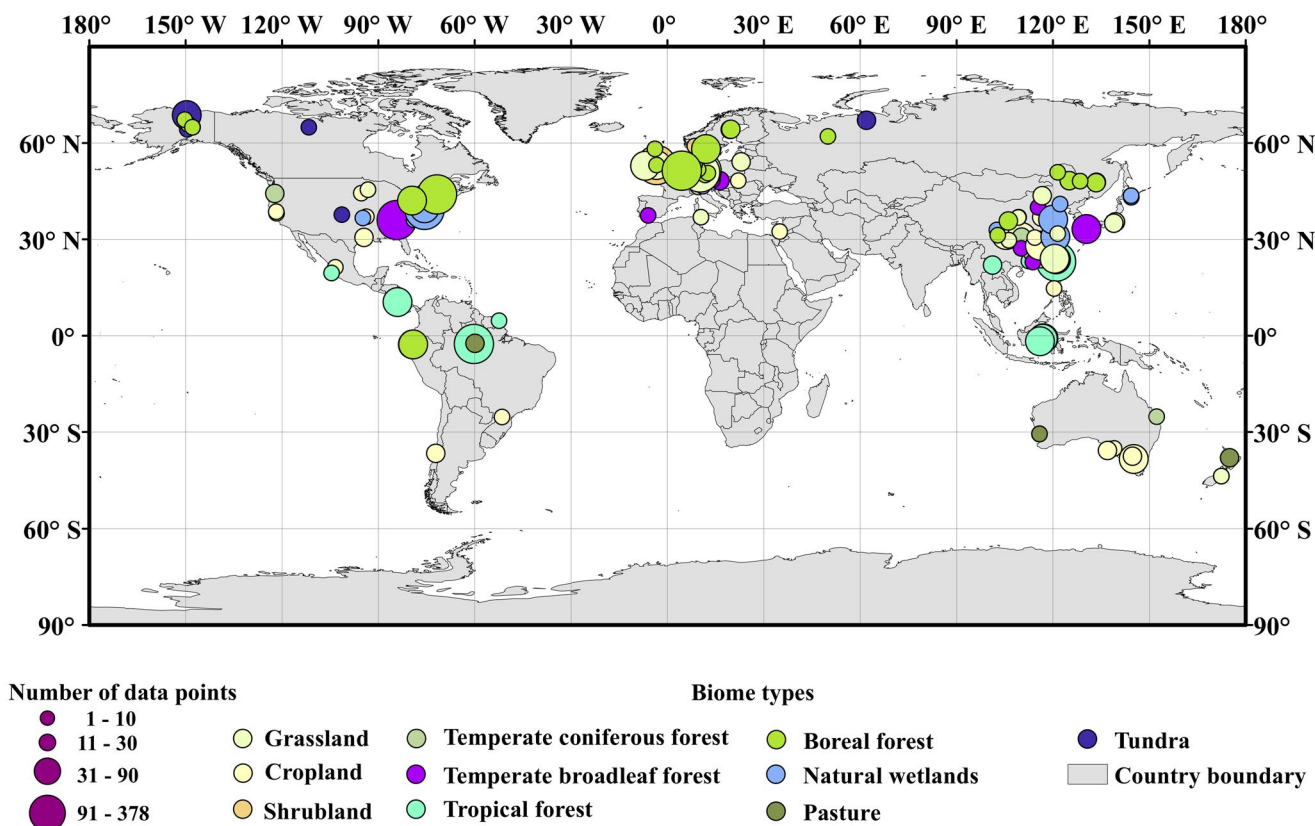 180° 150° W 120° W 90° W 60° W 30° W 0° 30° E 60° E 90° E 120° E 150° E 180°
60° N 60° N
30° N 30° N
0° 0°
30° S 30° S
60° S 60° S
90° 90°
Number of data points Biome types
1 - 10
11 - 30 Grassland Temperate coniferous forest Boreal forest Tundra
31 - 90 Cropland Temperate broadleaf forest Natural wetlands Country boundary
91 - 378 Shrubland Tropical forest Pasture